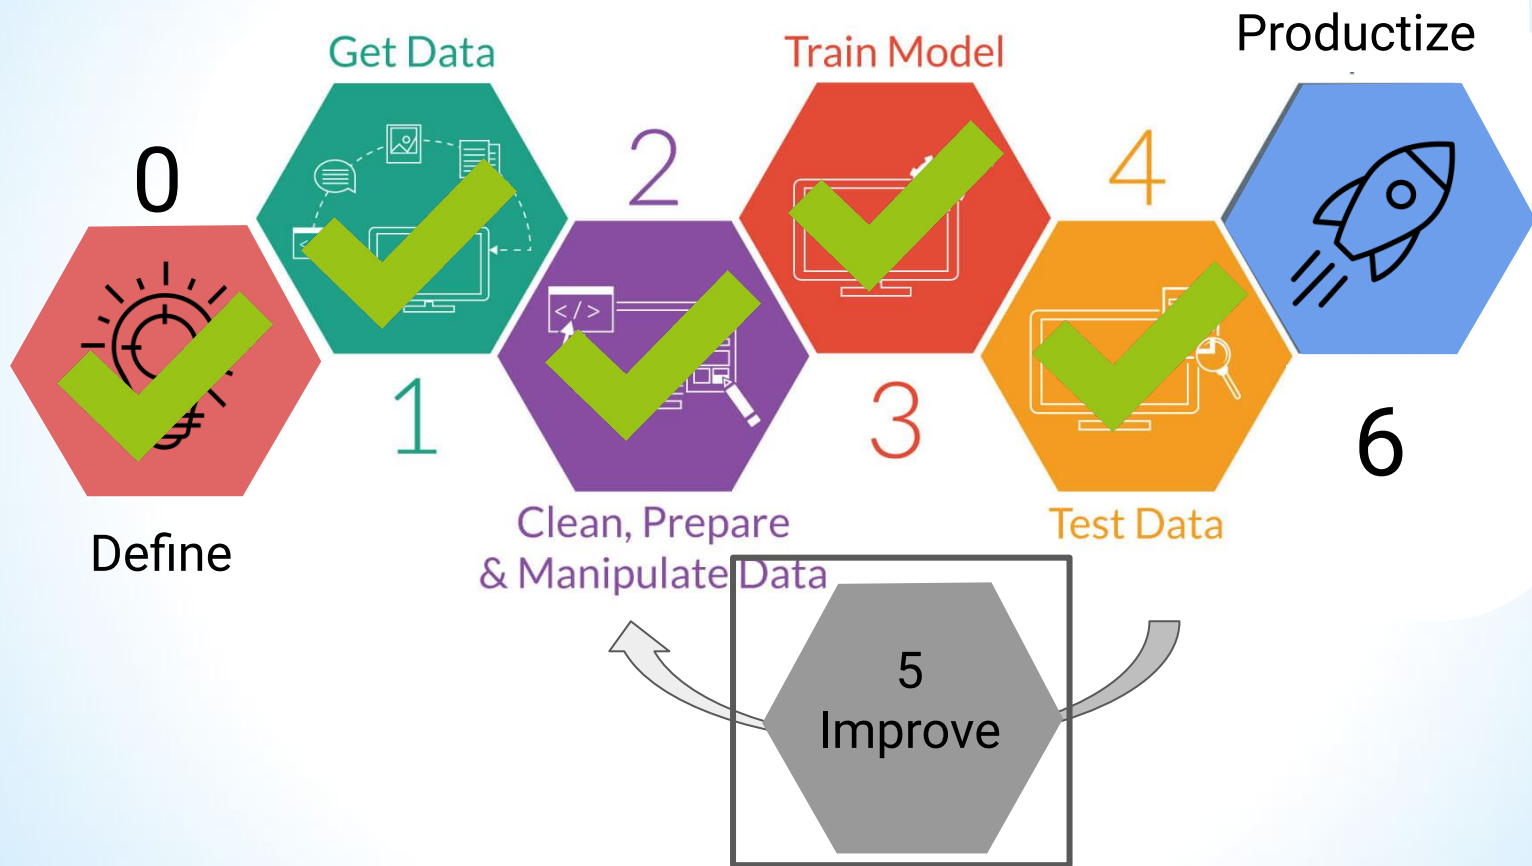 0
Define
Get Data
1
2
</>
Clean, Prepare
& Manipulate Data
Train Model
3
4
Test Data
5
Improve
Productize
6